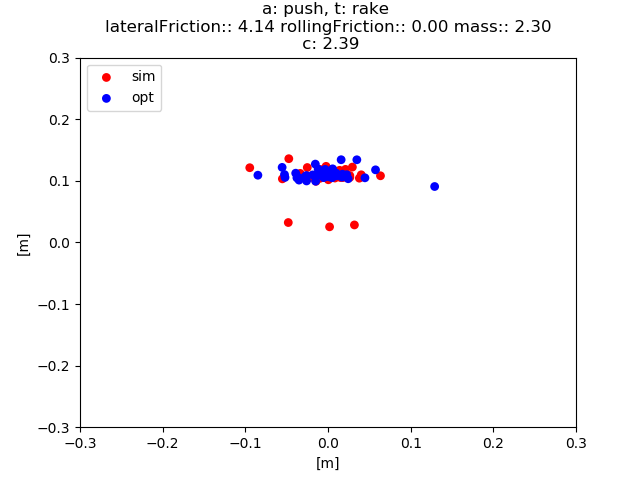 a: push, t: rake
lateralFriction:: 4.14 rollingFriction:: 0.00 mass:: 2.30
c: 2.39
sim
opt
0.3
0.2
0.1
0.0
−0.1
−0.2
−0.3
[m]
−0.3 −0.2 −0.1 0.0 0.1 0.2 0.3
[m]